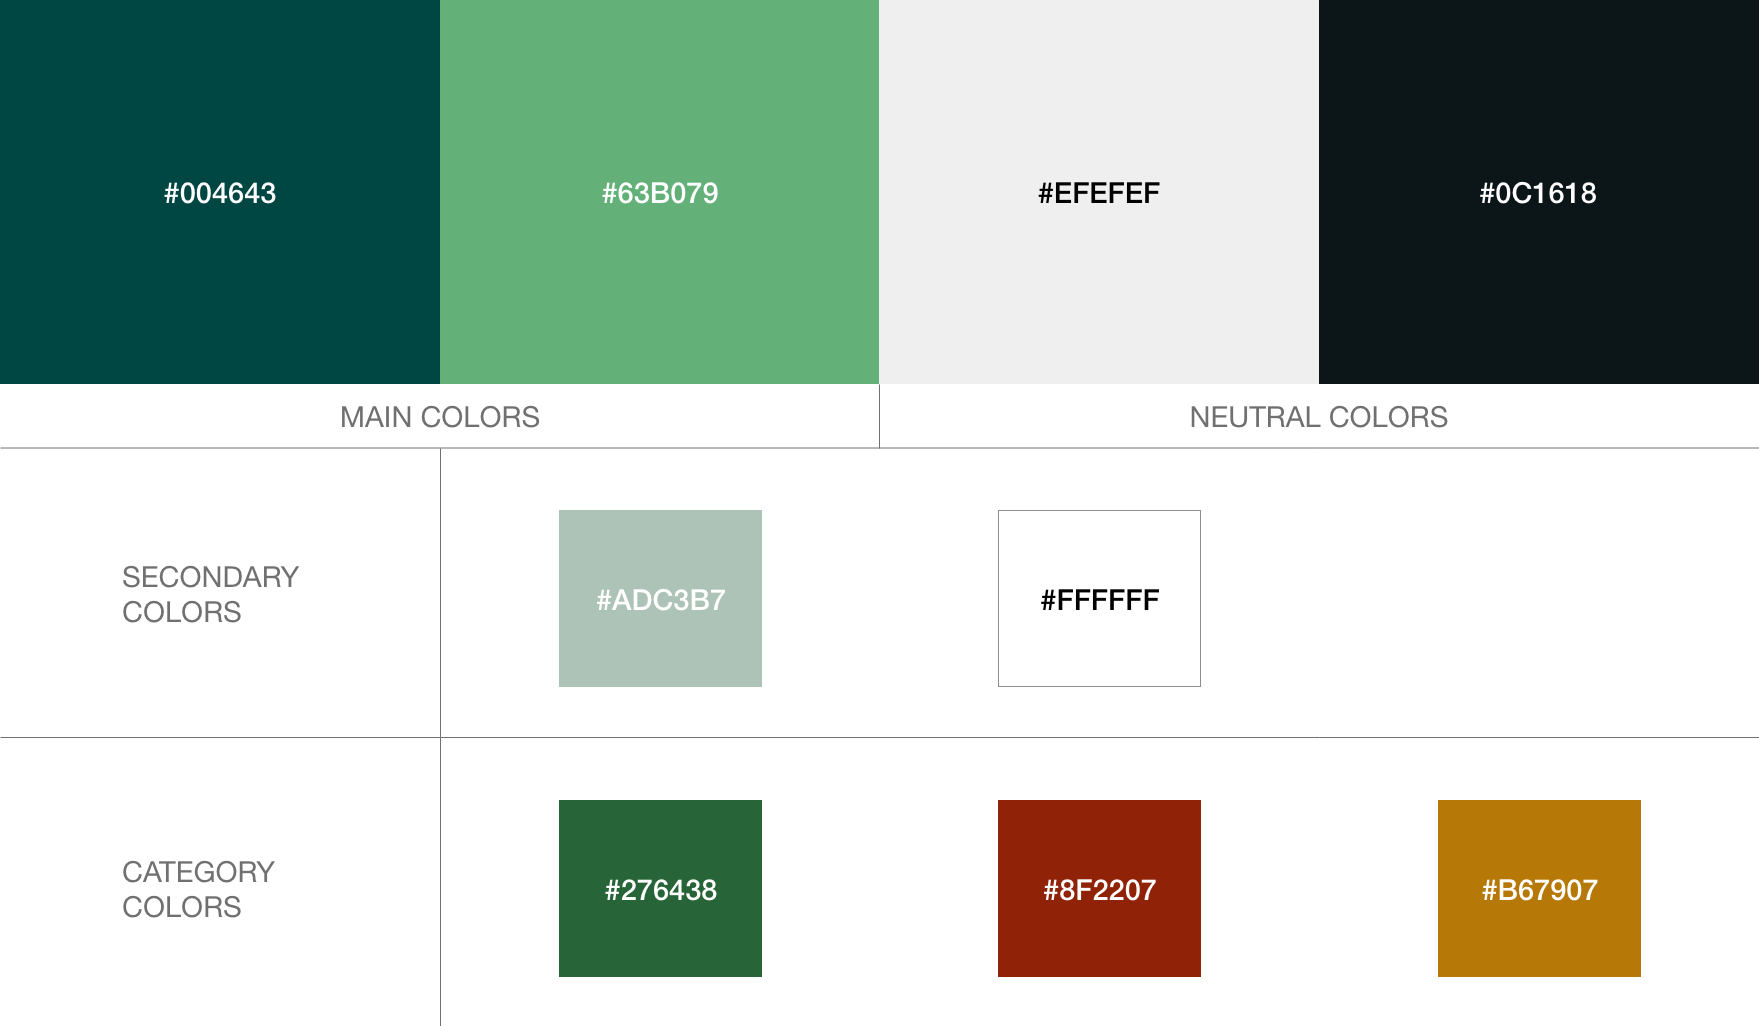 #004643
#63B079
#EFEFEF
#0C1618
MAIN COLORS
NEUTRAL COLORS
SECONDARY
COLORS
#ADC3B7
#FFFFFF
CATEGORY
COLORS
#276438
#8F2207
#B67907